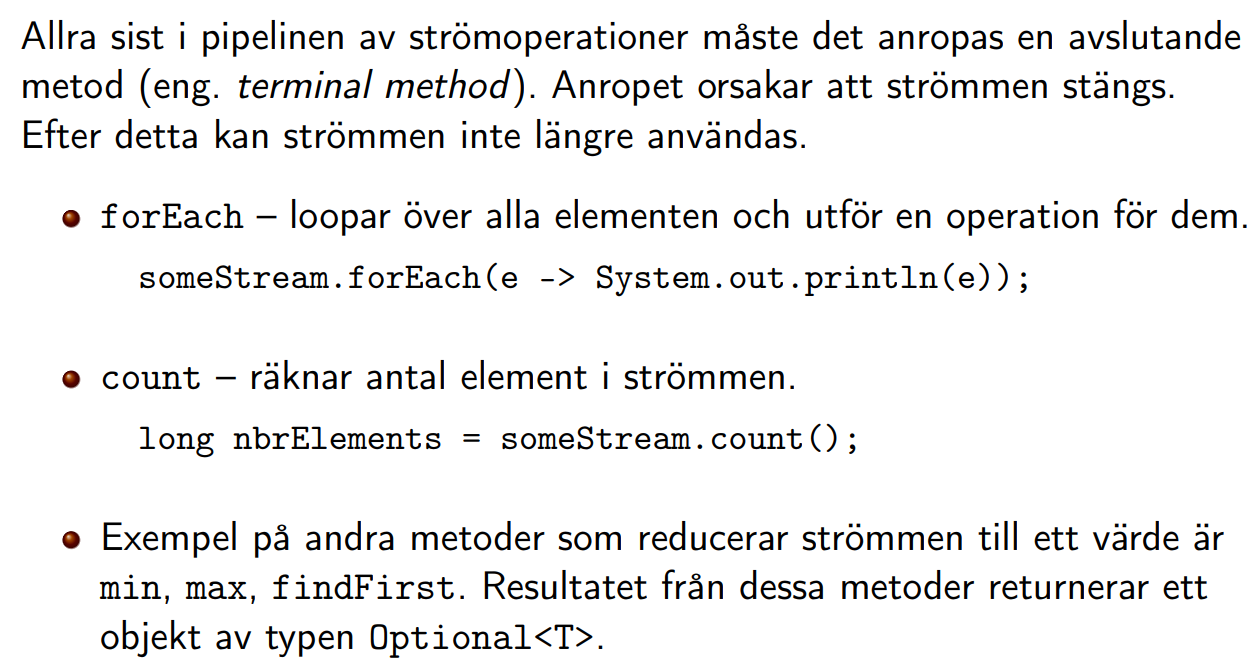 Allra sist i pipelinen av strömoperationer måste det anropas en avslutande
metod (eng. terminal method). Anropet orsakar att strömmen stängs.
Efter detta kan strömmen inte längre användas.
forEach – loopar över alla elementen och utför en operation för dem.
someStream.forEach(e -> System.out.println(e));
count – räknar antal element i strömmen.
long nbrElements = someStream.count();
Exempel på andra metoder som reducerar strömmen till ett värde är
min, max, findFirst. Resultatet från dessa metoder returnerar ett
objekt av typen Optional<T>.